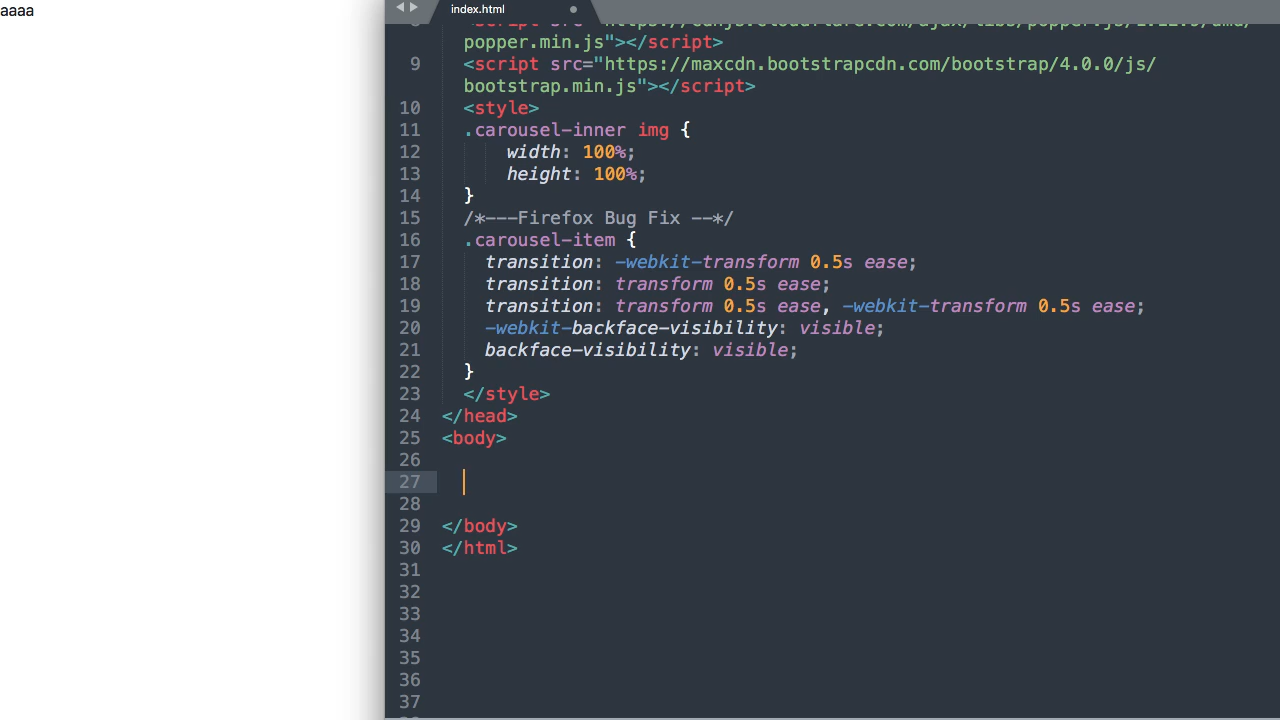 aaaa
index.html
popper.min.js"></script>
9 <script src="https://maxcdn.bootstrapcdn.com/bootstrap/4.0.0/js/
bootstrap.min.js"></script>
10 <style>
11 .carousel-inner img {
12 width: 100%;
13 height: 100%;
14 }
15 /*---Firefox Bug Fix --*/
16 .carousel-item {
17 transition: -webkit-transform 0.5s ease;
18 transition: transform 0.5s ease;
19 transition: transform 0.5s ease, -webkit-transform 0.5s ease;
20 -webkit-backface-visibility: visible;
21 backface-visibility: visible;
22 }
23 </style>
24 </head>
25 <body>
26
27
28
29 </body>
30 </html>
31
32
33
34
35
36
37